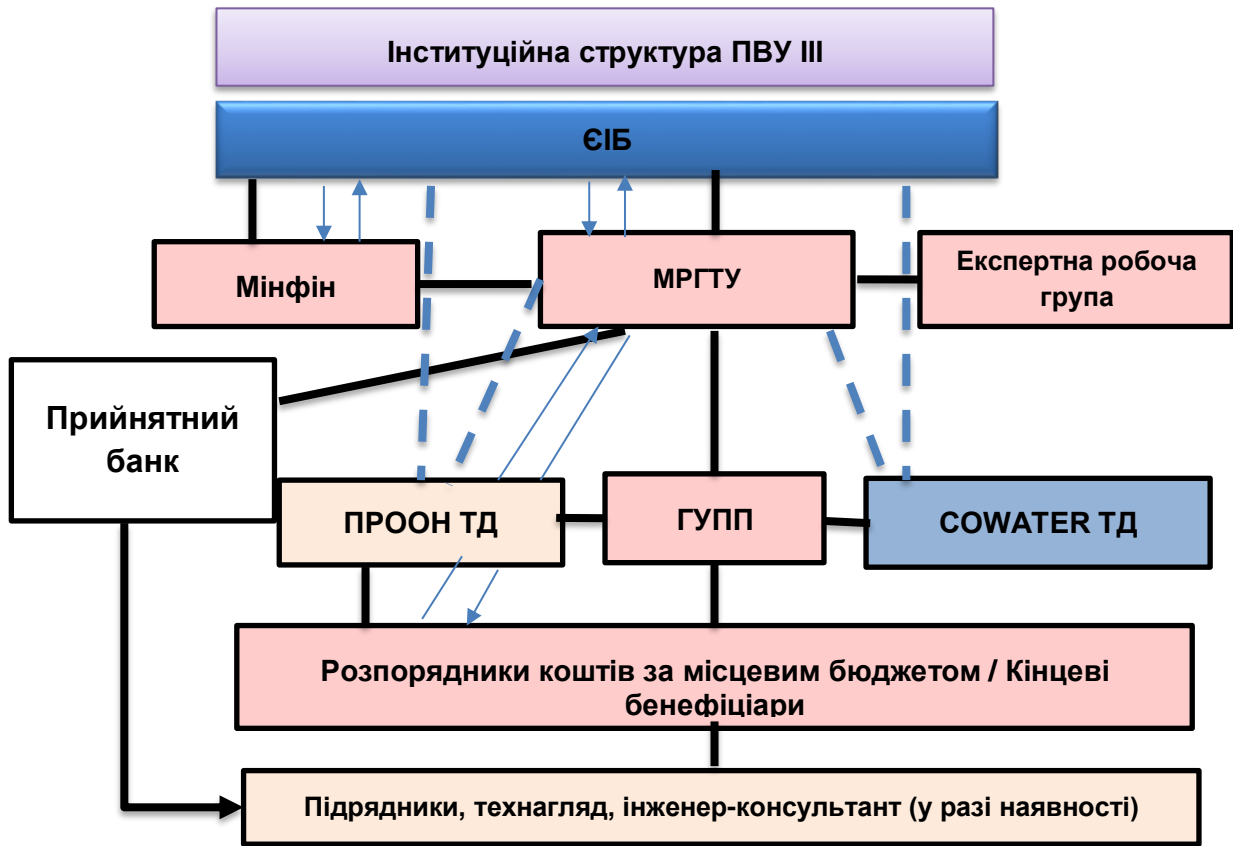 Інституційна структура ПВУ ІІІ
ЄІБ
Мінфін
МРГТУ
Експертна робоча
група
Прийнятний
банк
ПРООН ТД
ГУПП
COWATER ТД
Розпорядники коштів за місцевим бюджетом / Кінцеві
бенефіціари
Підрядники, технагляд, інженер-консультант (у разі наявності)